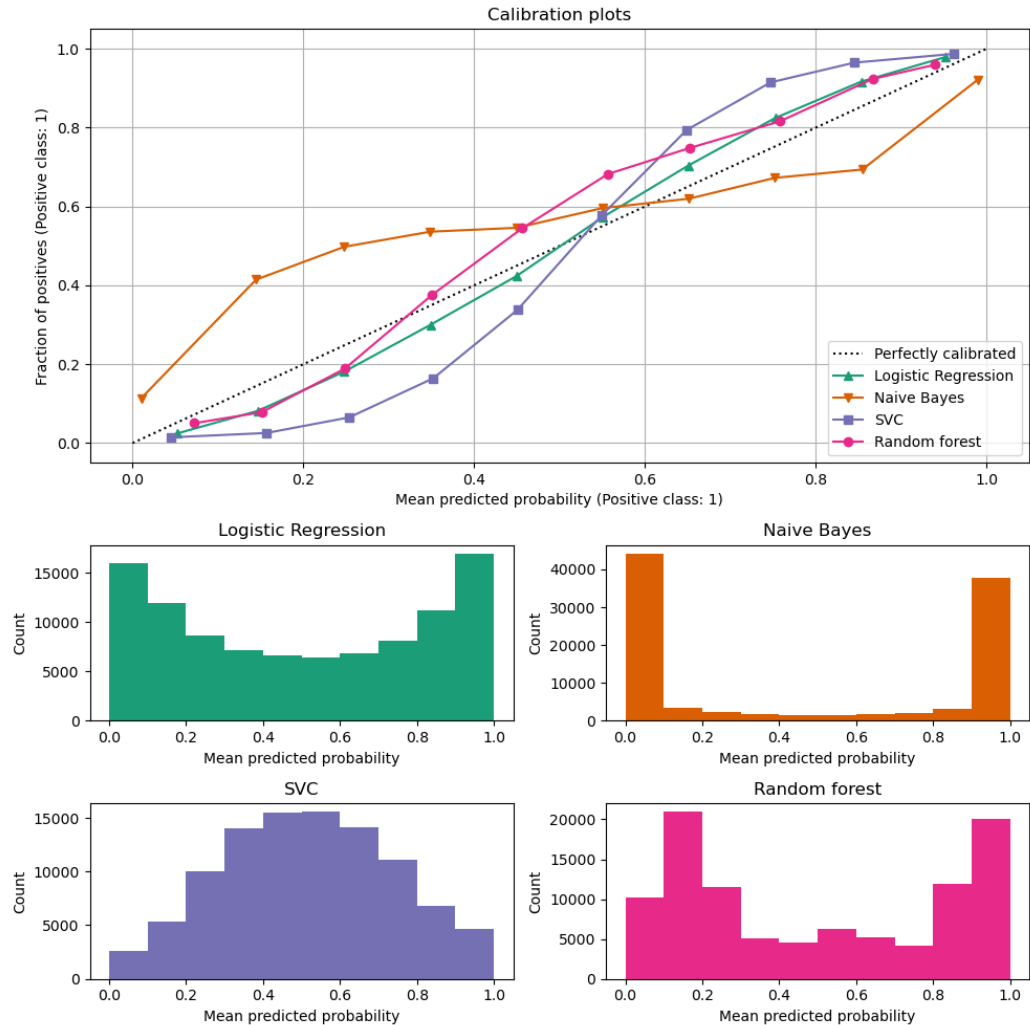 Calibration plots
Fraction of positives (Positive class: 1)
1.0
0.8
0.6
0.4
0.2
0.0
Perfectly calibrated
Logistic Regression
Naive Bayes
SVC
Random forest
0.0 0.2 0.4 0.6 0.8 1.0
Mean predicted probability (Positive class: 1)
Logistic Regression
Count
15000
10000
5000
0
0.0 0.2 0.4 0.6 0.8 1.0
Mean predicted probability
Naive Bayes
Count
40000
30000
20000
10000
0
0.0 0.2 0.4 0.6 0.8 1.0
Mean predicted probability
SVC
Count
15000
10000
5000
0
0.0 0.2 0.4 0.6 0.8 1.0
Mean predicted probability
Random forest
Count
20000
15000
10000
5000
0
0.0 0.2 0.4 0.6 0.8 1.0
Mean predicted probability